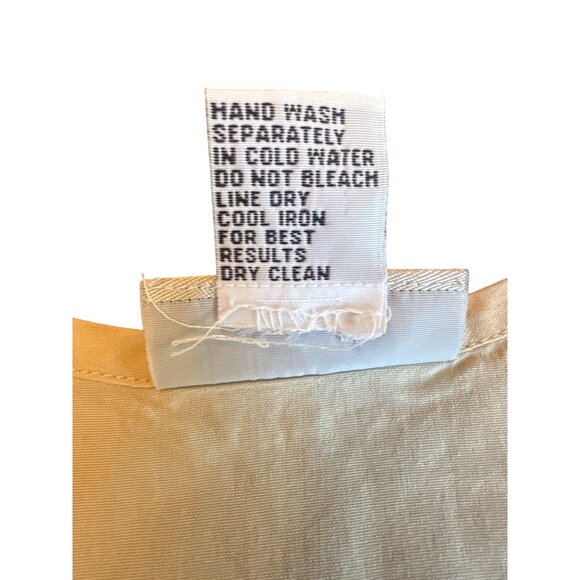 HAND WASH
SEPARATELY
IN COLD WATER
DO NOT BLEACH
LINE DRY
COOL IRON
FOR BEST
RESULTS
DRY CLEAN